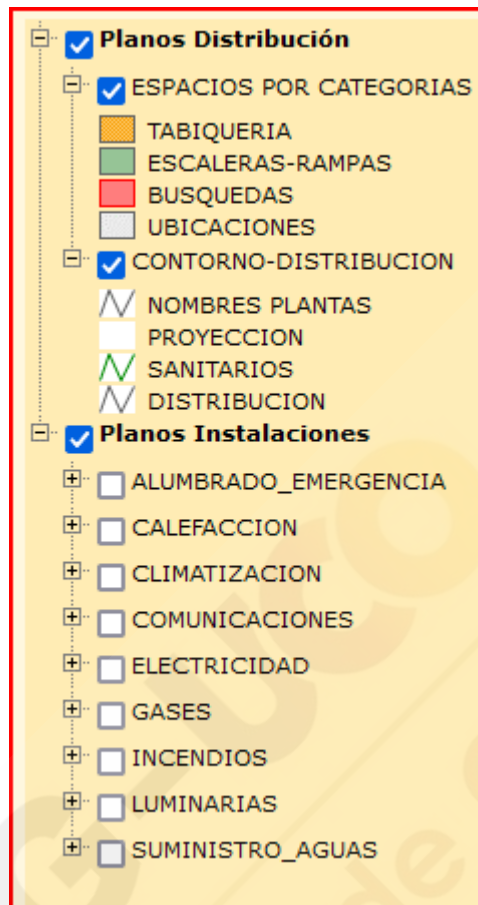 Planos Distribución
ESPACIOS POR CATEGORIAS
TABIQUERIA
ESCALERAS-RAMPAS
BUSQUEDAS
UBICACIONES
CONTORNO-DISTRIBUCION
NOMBRES PLANTAS
PROYECCION
SANITARIOS
DISTRIBUCION
Planos Instalaciones
ALUMBRADO_EMERGENCIA
CALEFACCION
CLIMATIZACION
COMUNICACIONES
ELECTRICIDAD
GASES
INCENDIOS
LUMINARIAS
SUMINISTRO_AGUAS